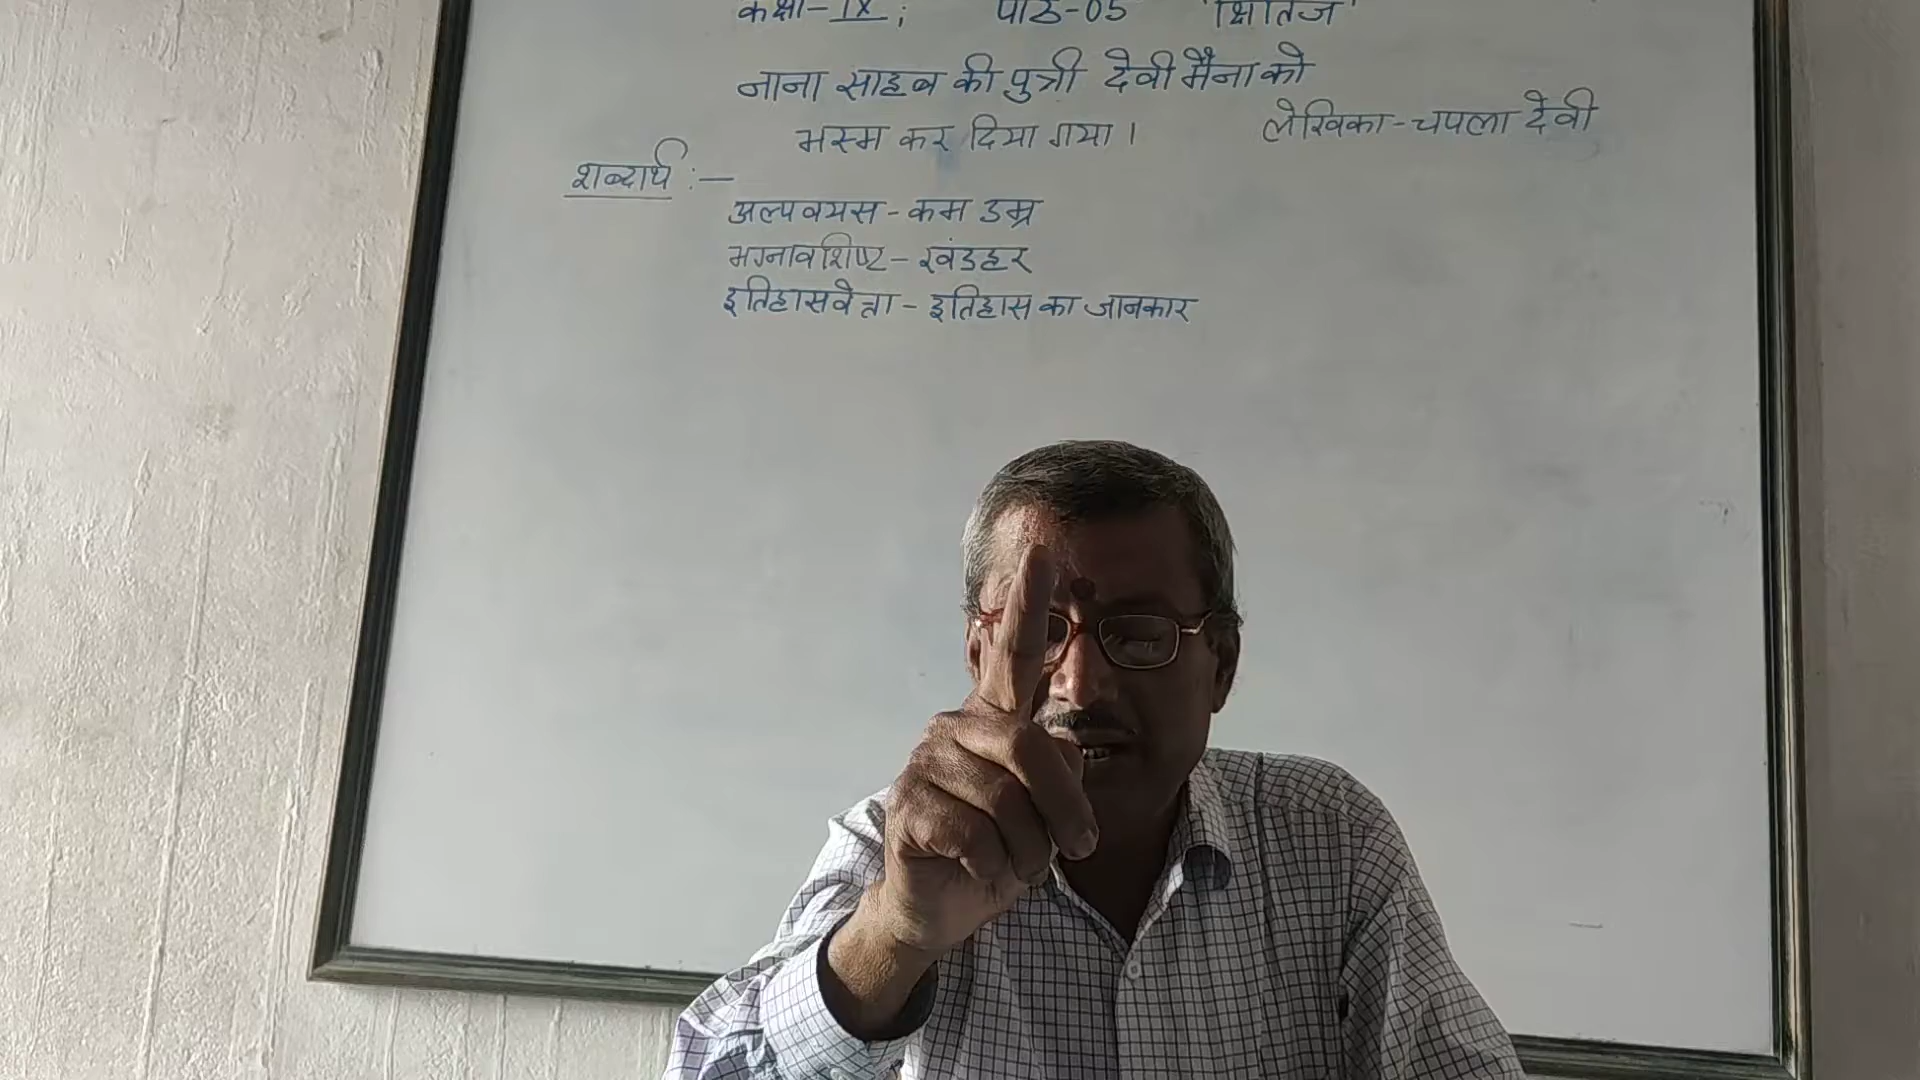 कक्षा-IX; पाठ-05 'क्षितिज'
नाना साहब की पुत्री देवी मैना को
भस्म कर दिया गया। लेखिका-चपला देवी
शब्दार्थ:-
अल्पवयस - कम उम्र
भग्नावशिष्ट - खंडहर
इतिहासवेत्ता - इतिहास का जानकार